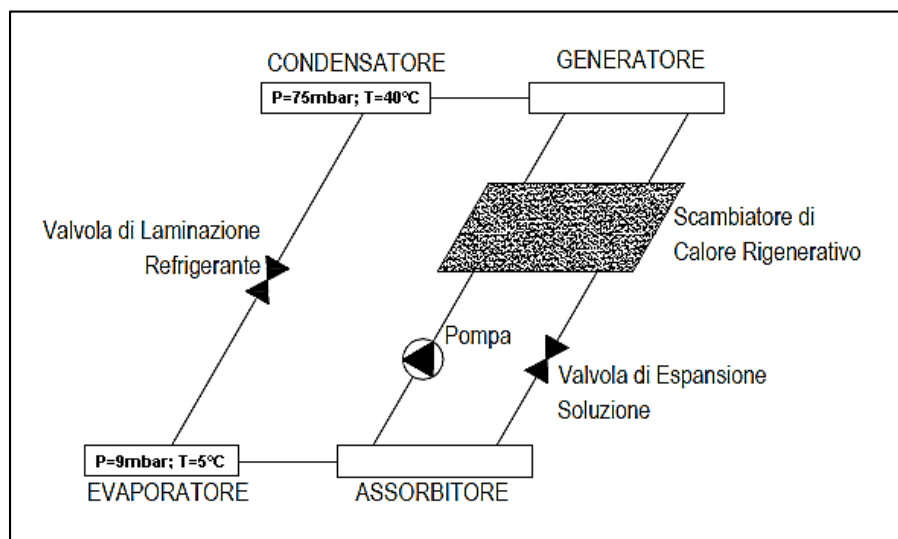 CONDENSATORE
GENERATORE
P=75mbar; T=40°C
Valvola di Laminazione
Refrigerante
Scambiatore di
Calore Rigenerativo
Pompa
Valvola di Espansione
Soluzione
P=9mbar; T=5°C
EVAPORATORE
ASSORBITORE